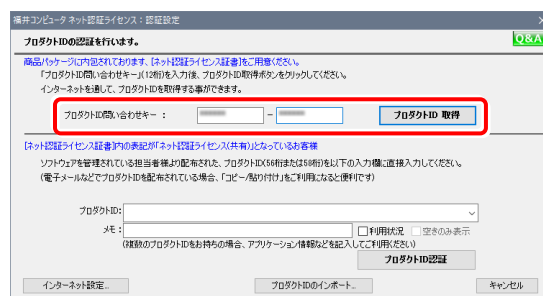 福井コンピュータ ネット認証ライセンス：認証設定
プロダクトIDの認証を行います。
Q&A
商品パッケージに内包されております、[ネット認証ライセンス証書]をご用意ください。
「プロダクトID問い合わせキー」(12桁)を入力後、プロダクトID取得ボタンをクリックしてください。
インターネットを通して、プロダクトIDを取得する事ができます。
プロダクトID問い合わせキー ：
－
プロダクトID 取得
[ネット認証ライセンス証書]内の表記が「ネット認証ライセンス(共有)」となっているお客様
ソフトウェアを管理されている担当者様より配布された、プロダクトID(56桁または58桁)を以下の入力欄に直接入力してください。
(電子メールなどでプロダクトIDを配布されている場合、「コピー/貼り付け」をご利用になると便利です)
プロダクトID:
メモ：
利用状況
空きのみ表示
(複数のプロダクトIDをお持ちの場合、アプリケーション情報などを記入してご利用ください)
プロダクトID認証
インターネット設定...
プロダクトIDのインポート...
キャンセル